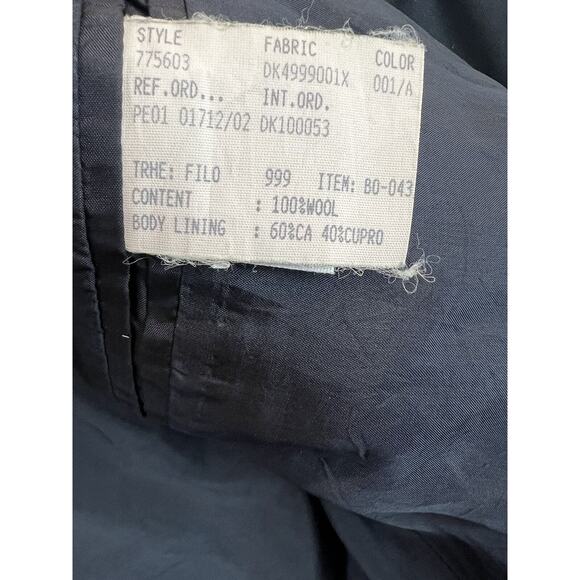 STYLE FABRIC COLOR
775603 DK4999001X 001/A
REF.ORD... INT.ORD.
PE01 01712/02 DK100053
TRHE: FILO 999 ITEM: BO-043
CONTENT : 100%WOOL
BODY LINING : 60%CA 40%CUPRO